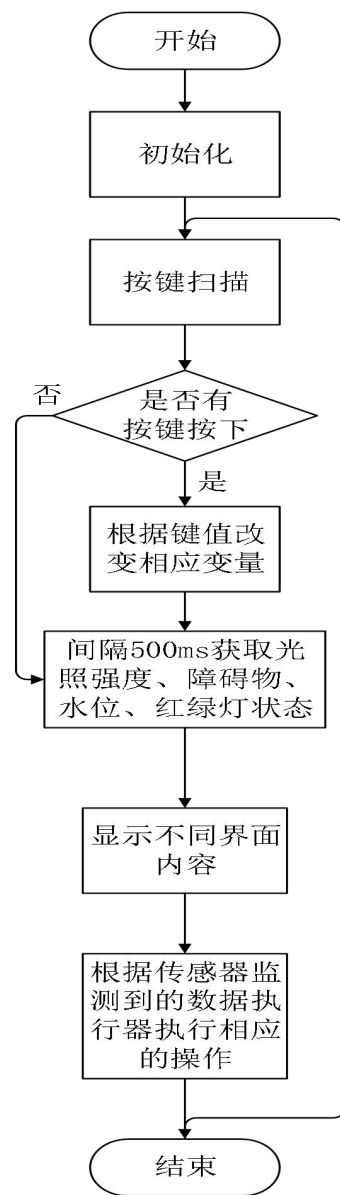 开始
初始化
按键扫描
否
是否有
按键按下
是
根据键值改
变相应变量
间隔500ms获取光
照强度、障碍物、
水位、红绿灯状态
显示不同界面
内容
根据传感器监
测到的数据执
行器执行相应
的操作
结束